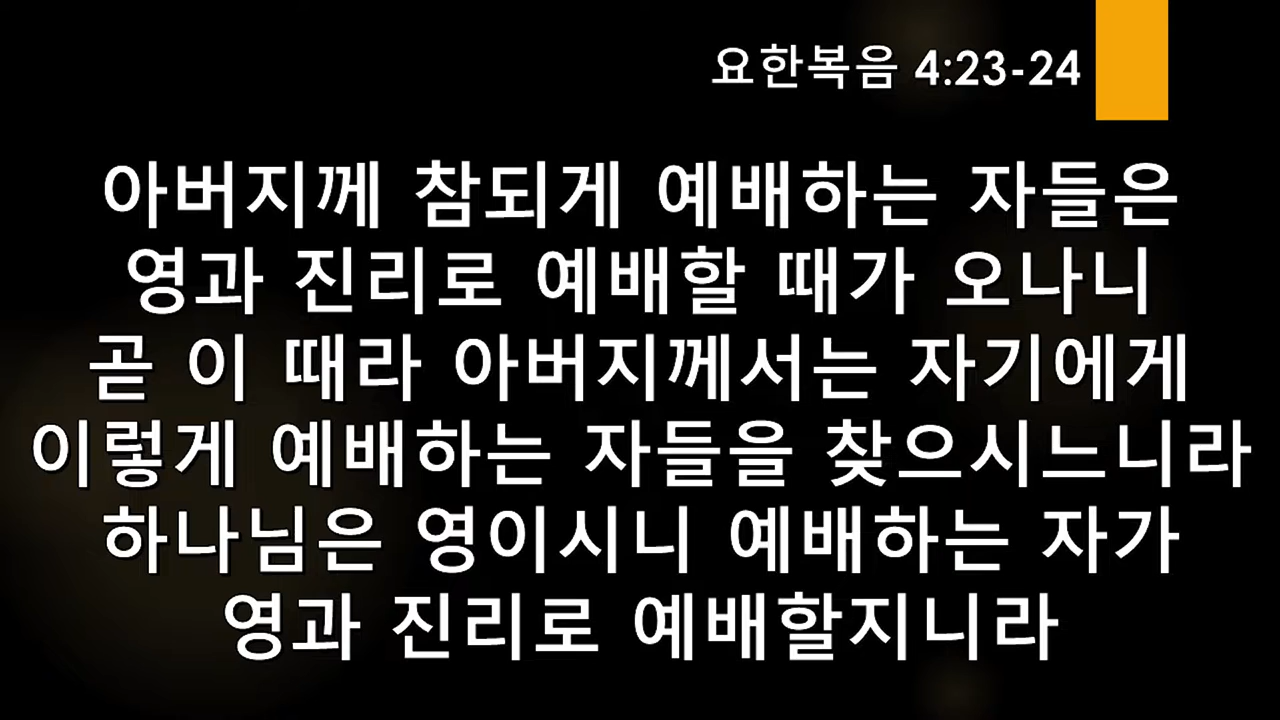 요한복음 4:23-24
아버지께 참되게 예배하는 자들은
영과 진리로 예배할 때가 오나니
곧 이 때라 아버지께서는 자기에게
이렇게 예배하는 자들을 찾으시느니라
하나님은 영이시니 예배하는 자가
영과 진리로 예배할지니라